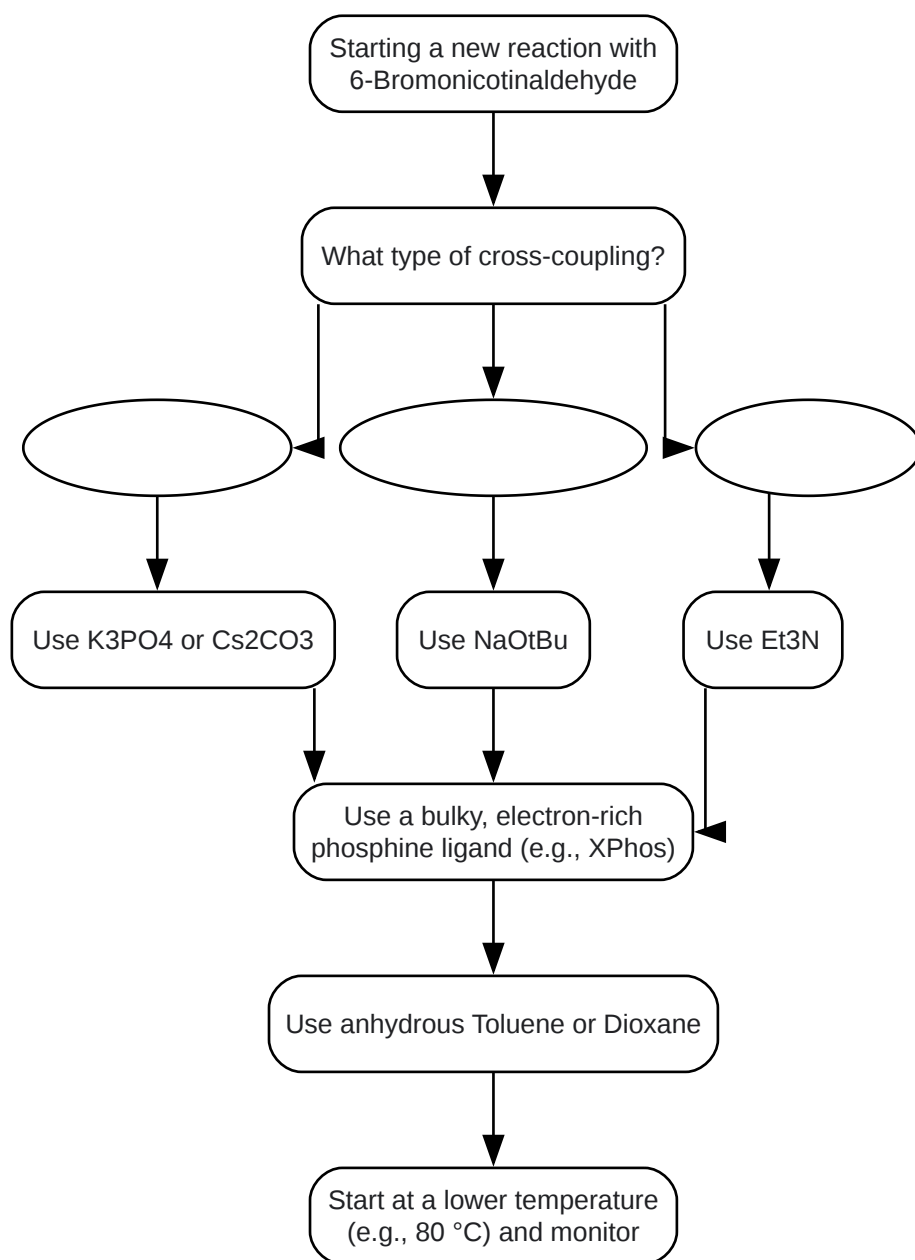 Starting a new reaction with
6-Bromonicotinaldehyde
What type of cross-coupling?
Use K3PO4 or Cs2CO3
Use NaOtBu
Use Et3N
Use a bulky, electron-rich
phosphine ligand (e.g., XPhos)
Use anhydrous Toluene or Dioxane
Start at a lower temperature
(e.g., 80 °C) and monitor